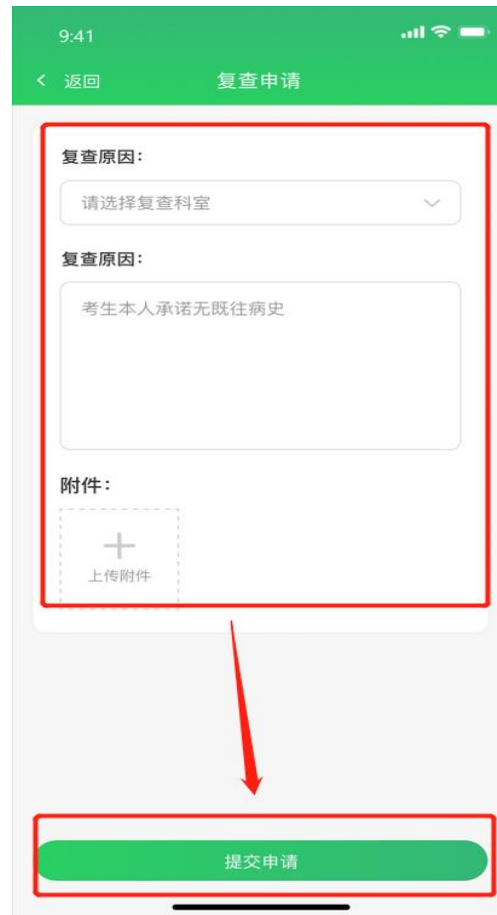 9:41
返回
复查申请
复查原因：
请选择复查科室
复查原因：
考生本人承诺无既往病史
附件：
上传附件
提交申请